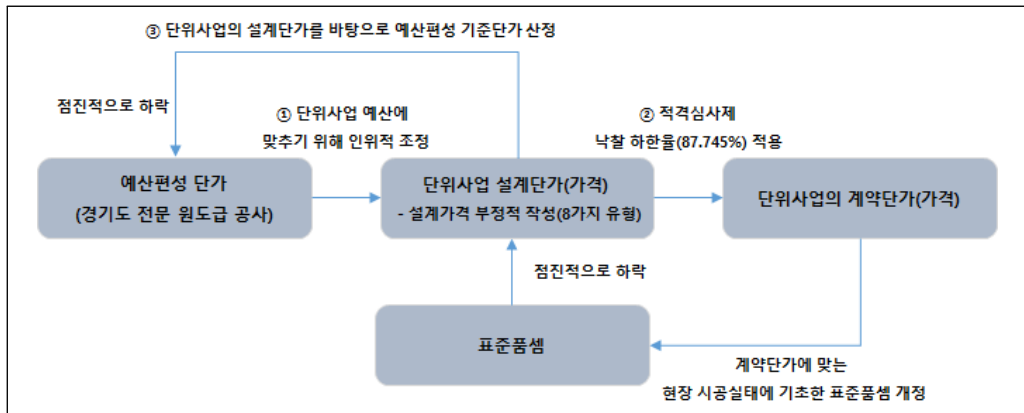 ③ 단위사업의 설계단가를 바탕으로 예산편성 기준단가 산정
점진적으로 하락
① 단위사업 예산에
맞추기 위해 인위적 조정
② 적격심사제
낙찰 하한율(87.745%) 적용
예산편성 단가
(경기도 전문 원도급 공사)
단위사업 설계단가(가격)
- 설계가격 부정적 작성(8가지 유형)
단위사업의 계약단가(가격)
점진적으로 하락
표준품셈
계약단가에 맞는
현장 시공실태에 기초한 표준품셈 개정